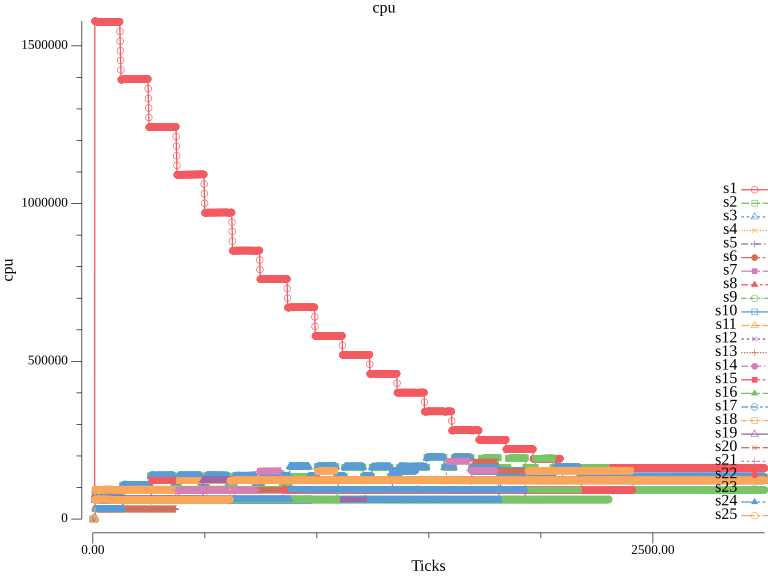 cpu
1500000
1000000
500000
0
cpu
0.00
2500.00
Ticks
s1
s2
s3
s4
s5
s6
s7
s8
s9
s10
s11
s12
s13
s14
s15
s16
s17
s18
s19
s20
s21
s22
s23
s24
s25